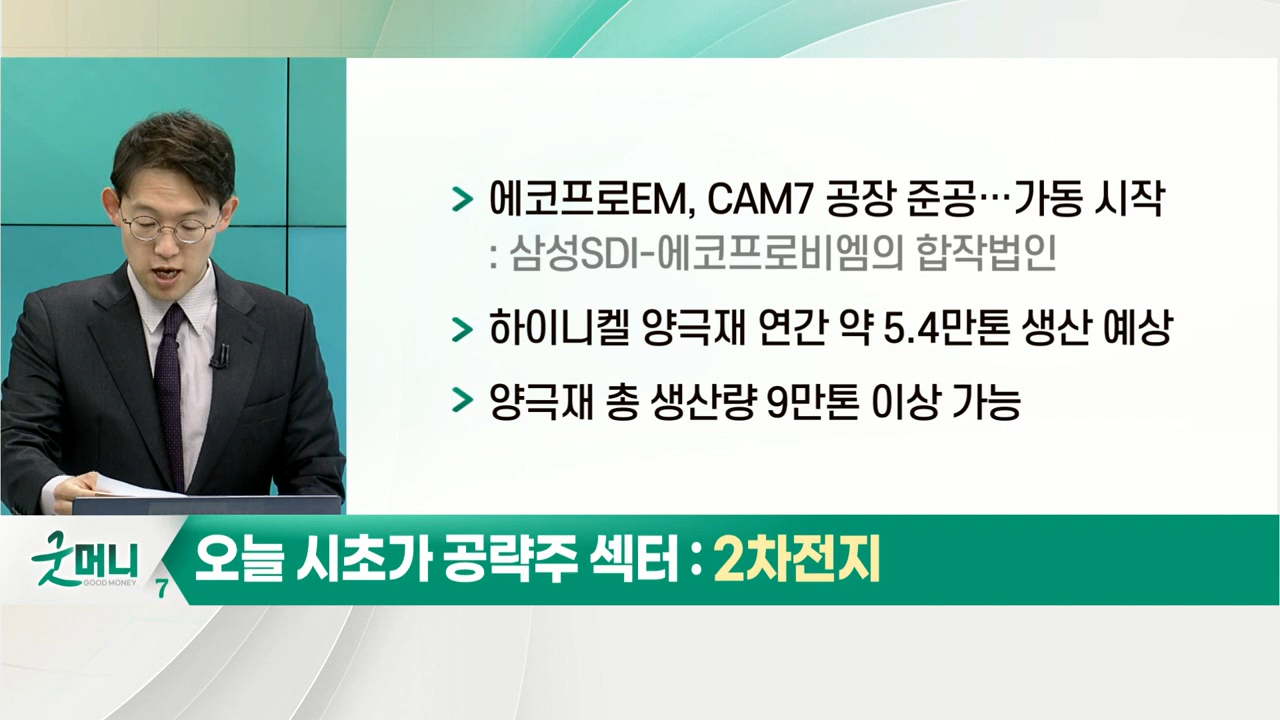 에코프로EM, CAM7 공장 준공…가동 시작
: 삼성SDI-에코프로비엠의 합작법인
하이니켈 양극재 연간 약 5.4만톤 생산 예상
양극재 총 생산량 9만톤 이상 가능
굿머니
GOOD MONEY
7
오늘 시초가 공략주 섹터 : 2차전지